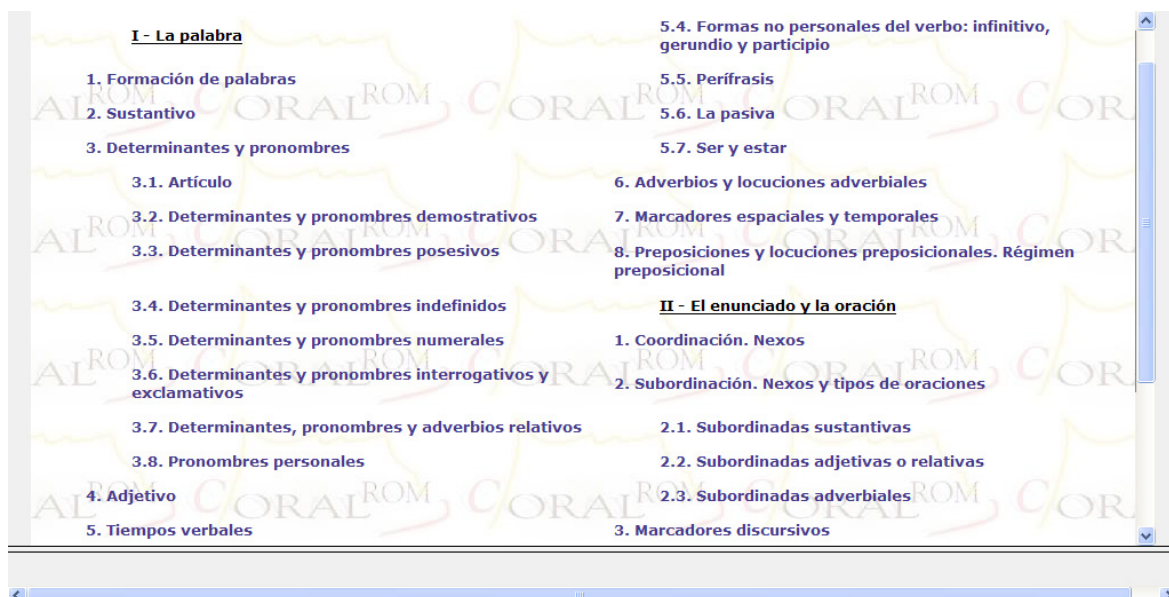 I - La palabra
1. Formación de palabras
2. Sustantivo
3. Determinantes y pronombres
3.1. Artículo
3.2. Determinantes y pronombres demostrativos
3.3. Determinantes y pronombres posesivos
3.4. Determinantes y pronombres indefinidos
3.5. Determinantes y pronombres numerales
3.6. Determinantes y pronombres interrogativos y
exclamativos
3.7. Determinantes, pronombres y adverbios relativos
3.8. Pronombres personales
4. Adjetivo
5. Tiempos verbales
5.4. Formas no personales del verbo: infinitivo,
gerundio y participio
5.5. Perífrasis
5.6. La pasiva
5.7. Ser y estar
6. Adverbios y locuciones adverbiales
7. Marcadores espaciales y temporales
8. Preposiciones y locuciones preposicionales. Régimen
preposicional
II - El enunciado y la oración
1. Coordinación. Nexos
2. Subordinación. Nexos y tipos de oraciones
2.1. Subordinadas sustantivas
2.2. Subordinadas adjetivas o relativas
2.3. Subordinadas adverbiales
3. Marcadores discursivos